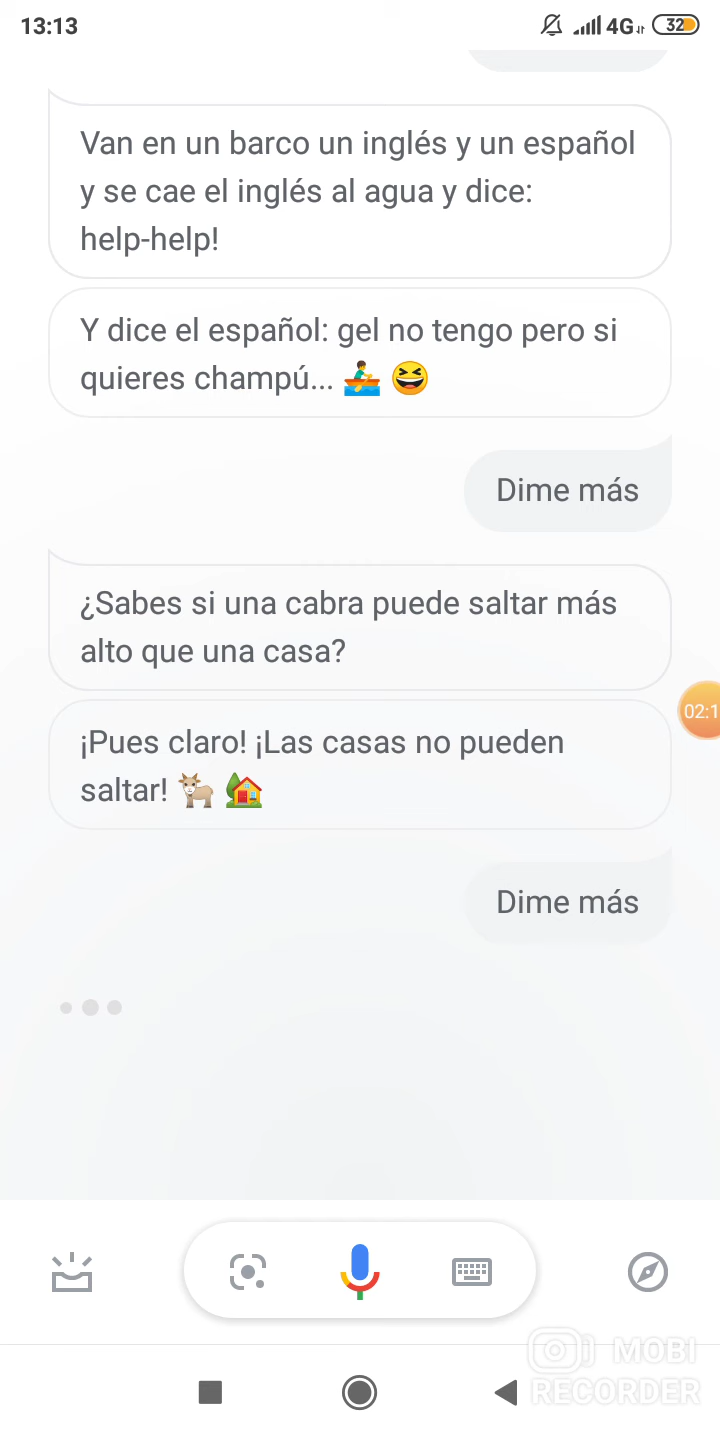 13:13
4G
32
Van en un barco un inglés y un español
y se cae el inglés al agua y dice:
help-help!
Y dice el español: gel no tengo pero si
quieres champú... 🚣‍♂️ 😆
Dime más
¿Sabes si una cabra puede saltar más
alto que una casa?
02:1
¡Pues claro! ¡Las casas no pueden
saltar! 🐐 🏡
Dime más
MOBI
RECORDER